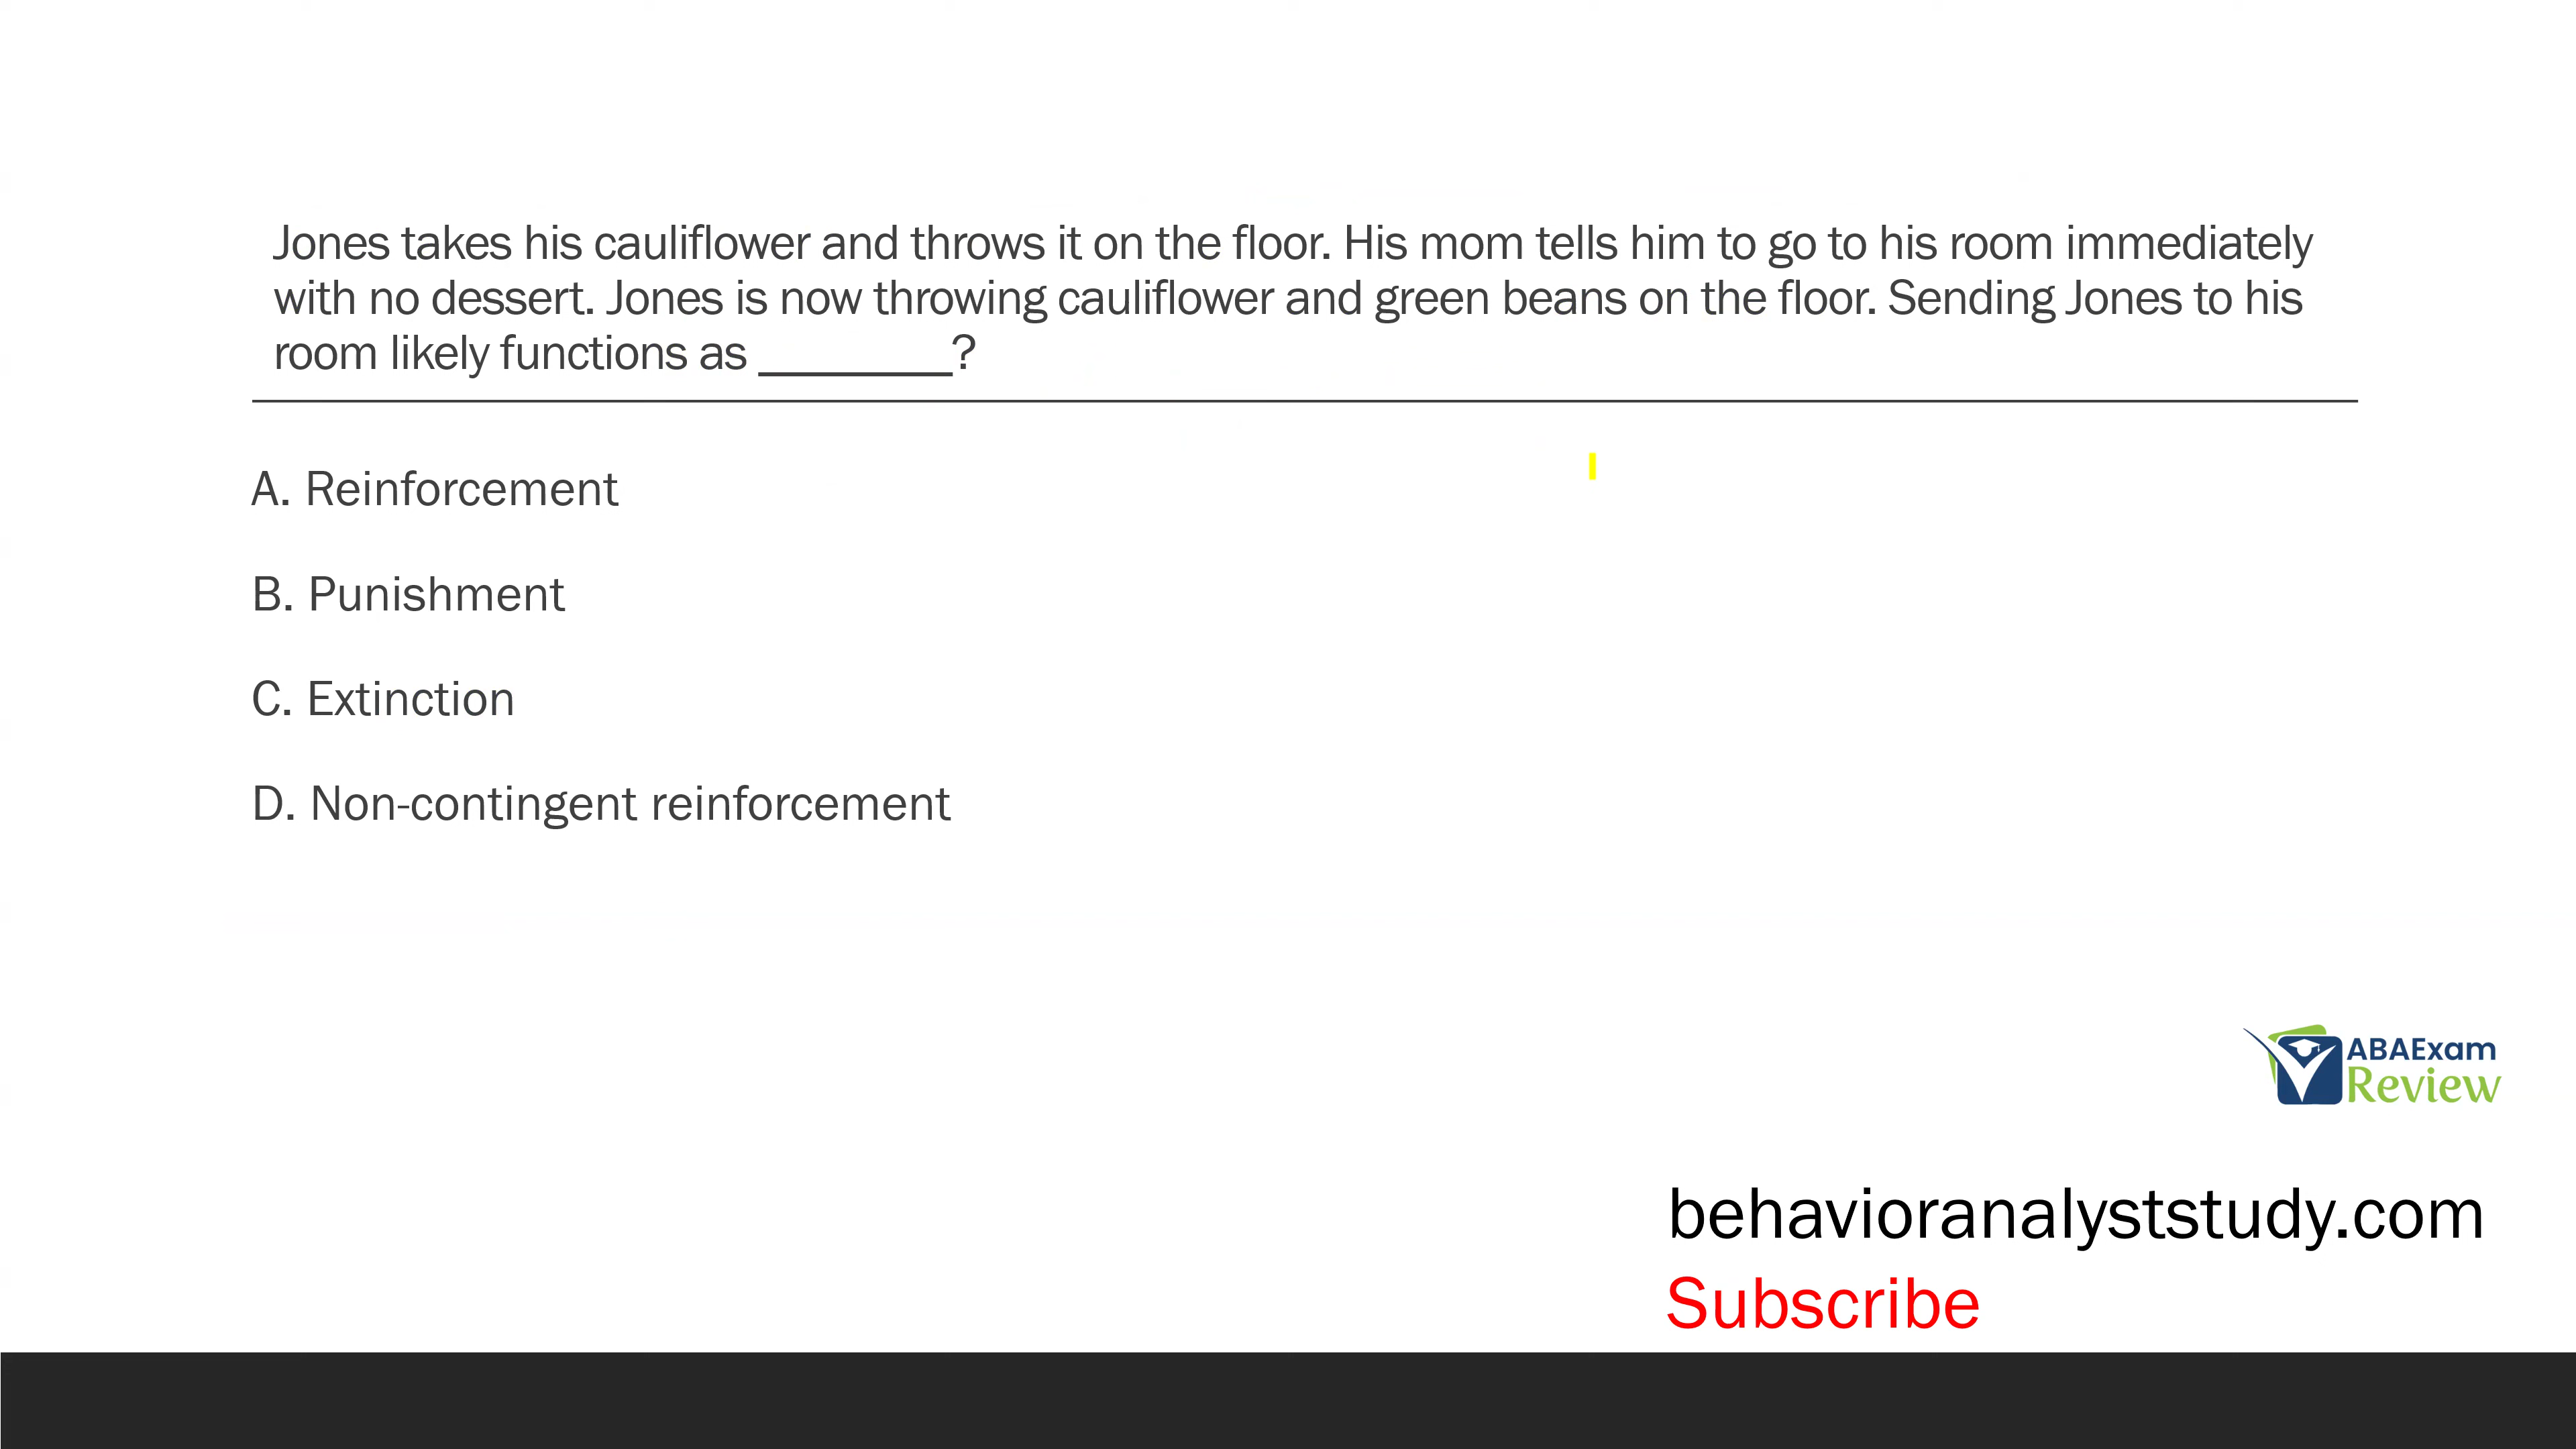 Jones takes his cauliflower and throws it on the floor. His mom tells him to go to his room immediately
with no dessert. Jones is now throwing cauliflower and green beans on the floor. Sending Jones to his
room likely functions as ________?
A. Reinforcement
B. Punishment
C. Extinction
D. Non-contingent reinforcement
ABAExam
Review
behavioranalyststudy.com
Subscribe